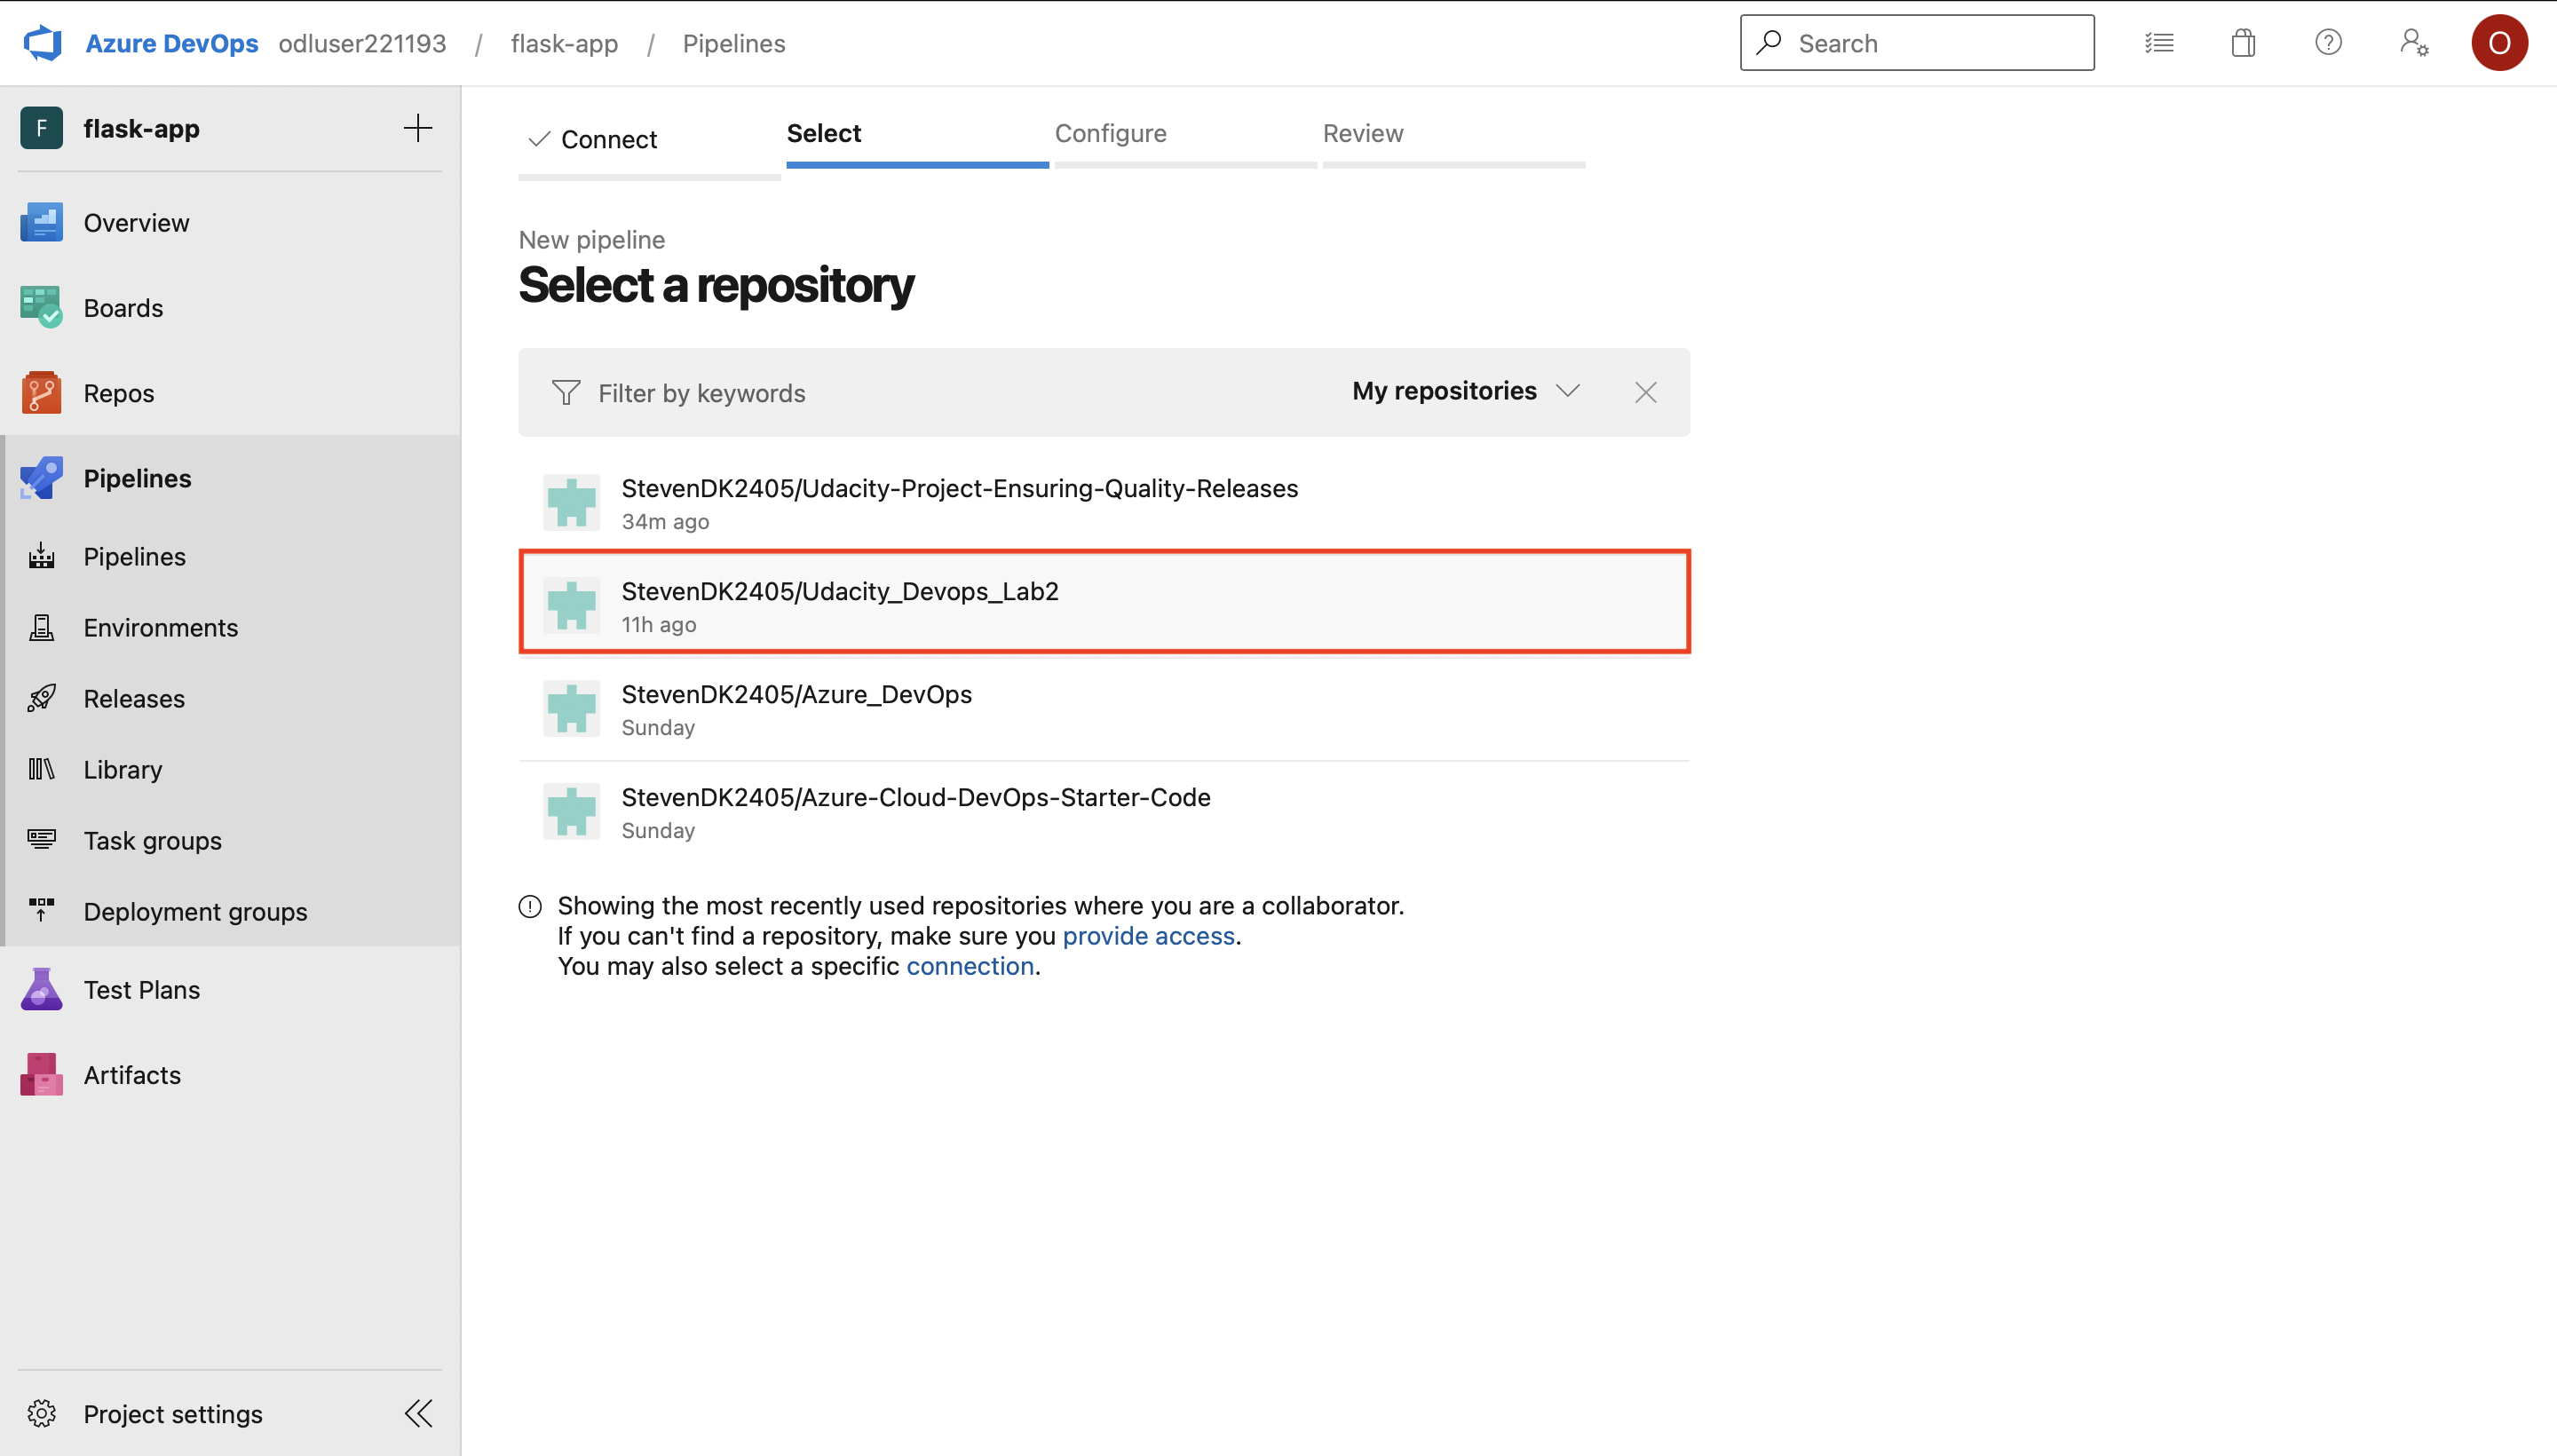 Azure DevOps odluser221193 / flask-app / Pipelines
Search
O
F flask-app
Overview
Boards
Repos
Pipelines
Pipelines
Environments
Releases
Library
Task groups
Deployment groups
Test Plans
Artifacts
Project settings
Connect
Select
Configure
Review
New pipeline
Select a repository
Filter by keywords
My repositories
StevenDK2405/Udacity-Project-Ensuring-Quality-Releases
34m ago
StevenDK2405/Udacity_Devops_Lab2
11h ago
StevenDK2405/Azure_DevOps
Sunday
StevenDK2405/Azure-Cloud-DevOps-Starter-Code
Sunday
Showing the most recently used repositories where you are a collaborator.
If you can't find a repository, make sure you provide access.
You may also select a specific connection.